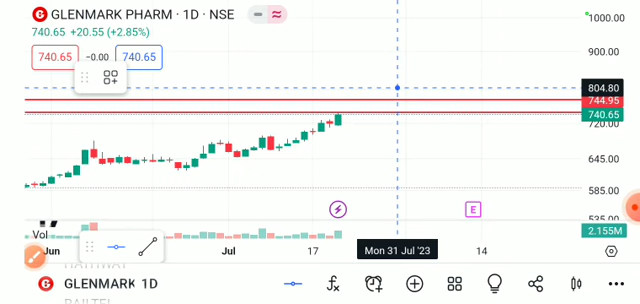 GLENMARK PHARM · 1D · NSE
740.65 +20.55 (+2.85%)
740.65 −0.00 740.65
1000.00
900.00
804.80
744.95
740.65
720.00
645.00
585.00
535.00
Vol
2.155M
E
Jun Jul 17 Mon 31 Jul '23 14
GLENMARK 1D
RAILTEL